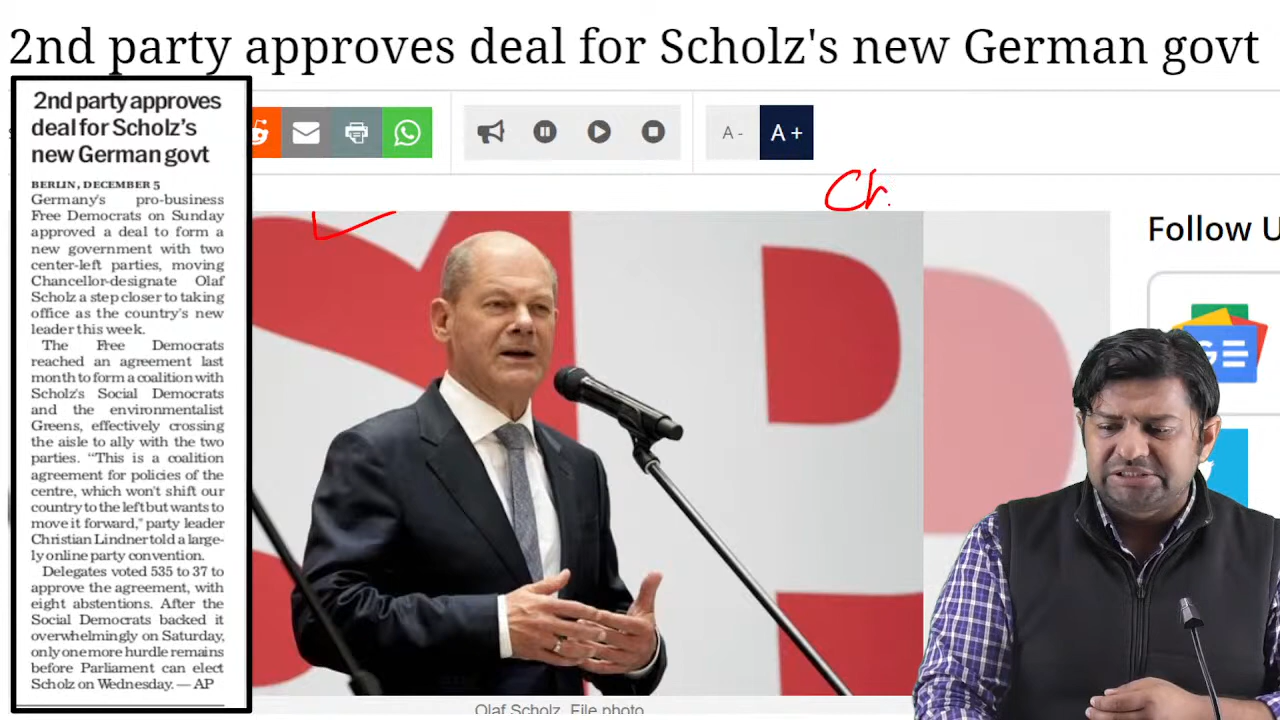 2nd party approves deal for Scholz's new German govt
2nd party approves
deal for Scholz's
new German govt
BERLIN, DECEMBER 5
Germany's pro-business
Free Democrats on Sunday
approved a deal to form a
new government with two
center-left parties, moving
Chancellor-designate Olaf
Scholz a step closer to taking
office as the country's new
leader this week.
The Free Democrats
reached an agreement last
month to form a coalition with
Scholz's Social Democrats
and the environmentalist
Greens, effectively crossing
the aisle to ally with the two
parties. “This is a coalition
agreement for policies of the
centre, which won't shift our
country to the left but wants to
move it forward,” party leader
Christian Lindner told a large-
ly online party convention.
Delegates voted 535 to 37 to
approve the agreement, with
eight abstentions. After the
Social Democrats backed it
overwhelmingly on Saturday,
only one more hurdle remains
before Parliament can elect
Scholz on Wednesday. — AP
A - A +
Ch
Follow U
GE
Olaf Scholz. File photo